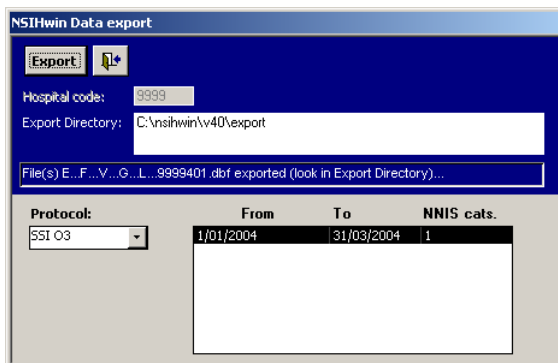 NSIHwin Data export
Export
Hospital code: 9999
Export Directory: C:\nsihwin\v40\export
File(s) E...F...V...G...L...9999401.dbf exported (look in Export Directory)...
Protocol: From To NNIS cats.
SSI O3 1/01/2004 31/03/2004 1